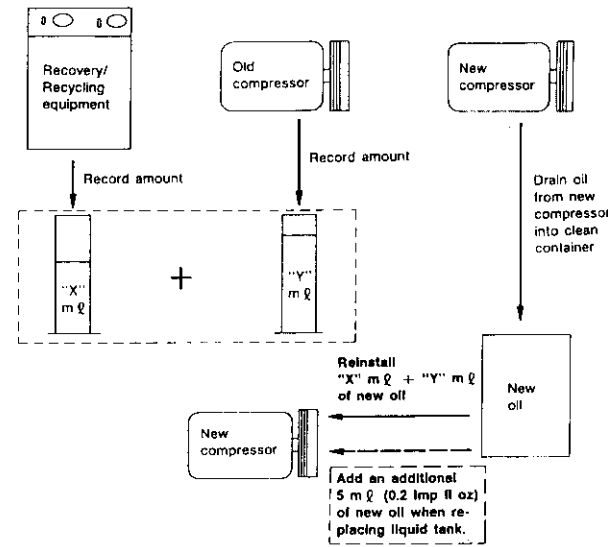 Recovery/
Recycling
equipment
Old
compressor
New
compressor
Record amount
Record amount
Drain oil
from new
compressor
into clean
container
"X"
m ℓ
+
"Y"
m ℓ
Reinstall
"X" m ℓ + "Y" m ℓ
of new oil
New
oil
New
compressor
Add an additional
5 m ℓ (0.2 Imp fl oz)
of new oil when re-
placing liquid tank.